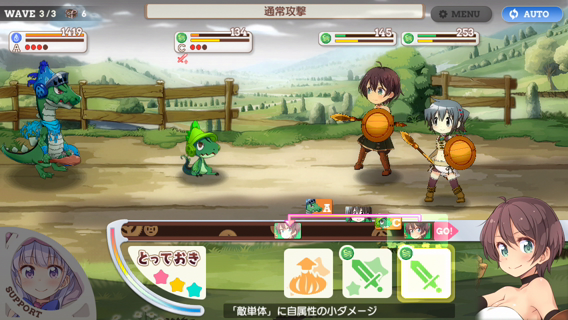 WAVE 3/3 6
通常攻撃
MENU
AUTO
1419
A
134
C
145
253
A
C
GO!
とっておき
SUPPORT
「敵単体」に自属性の小ダメージ